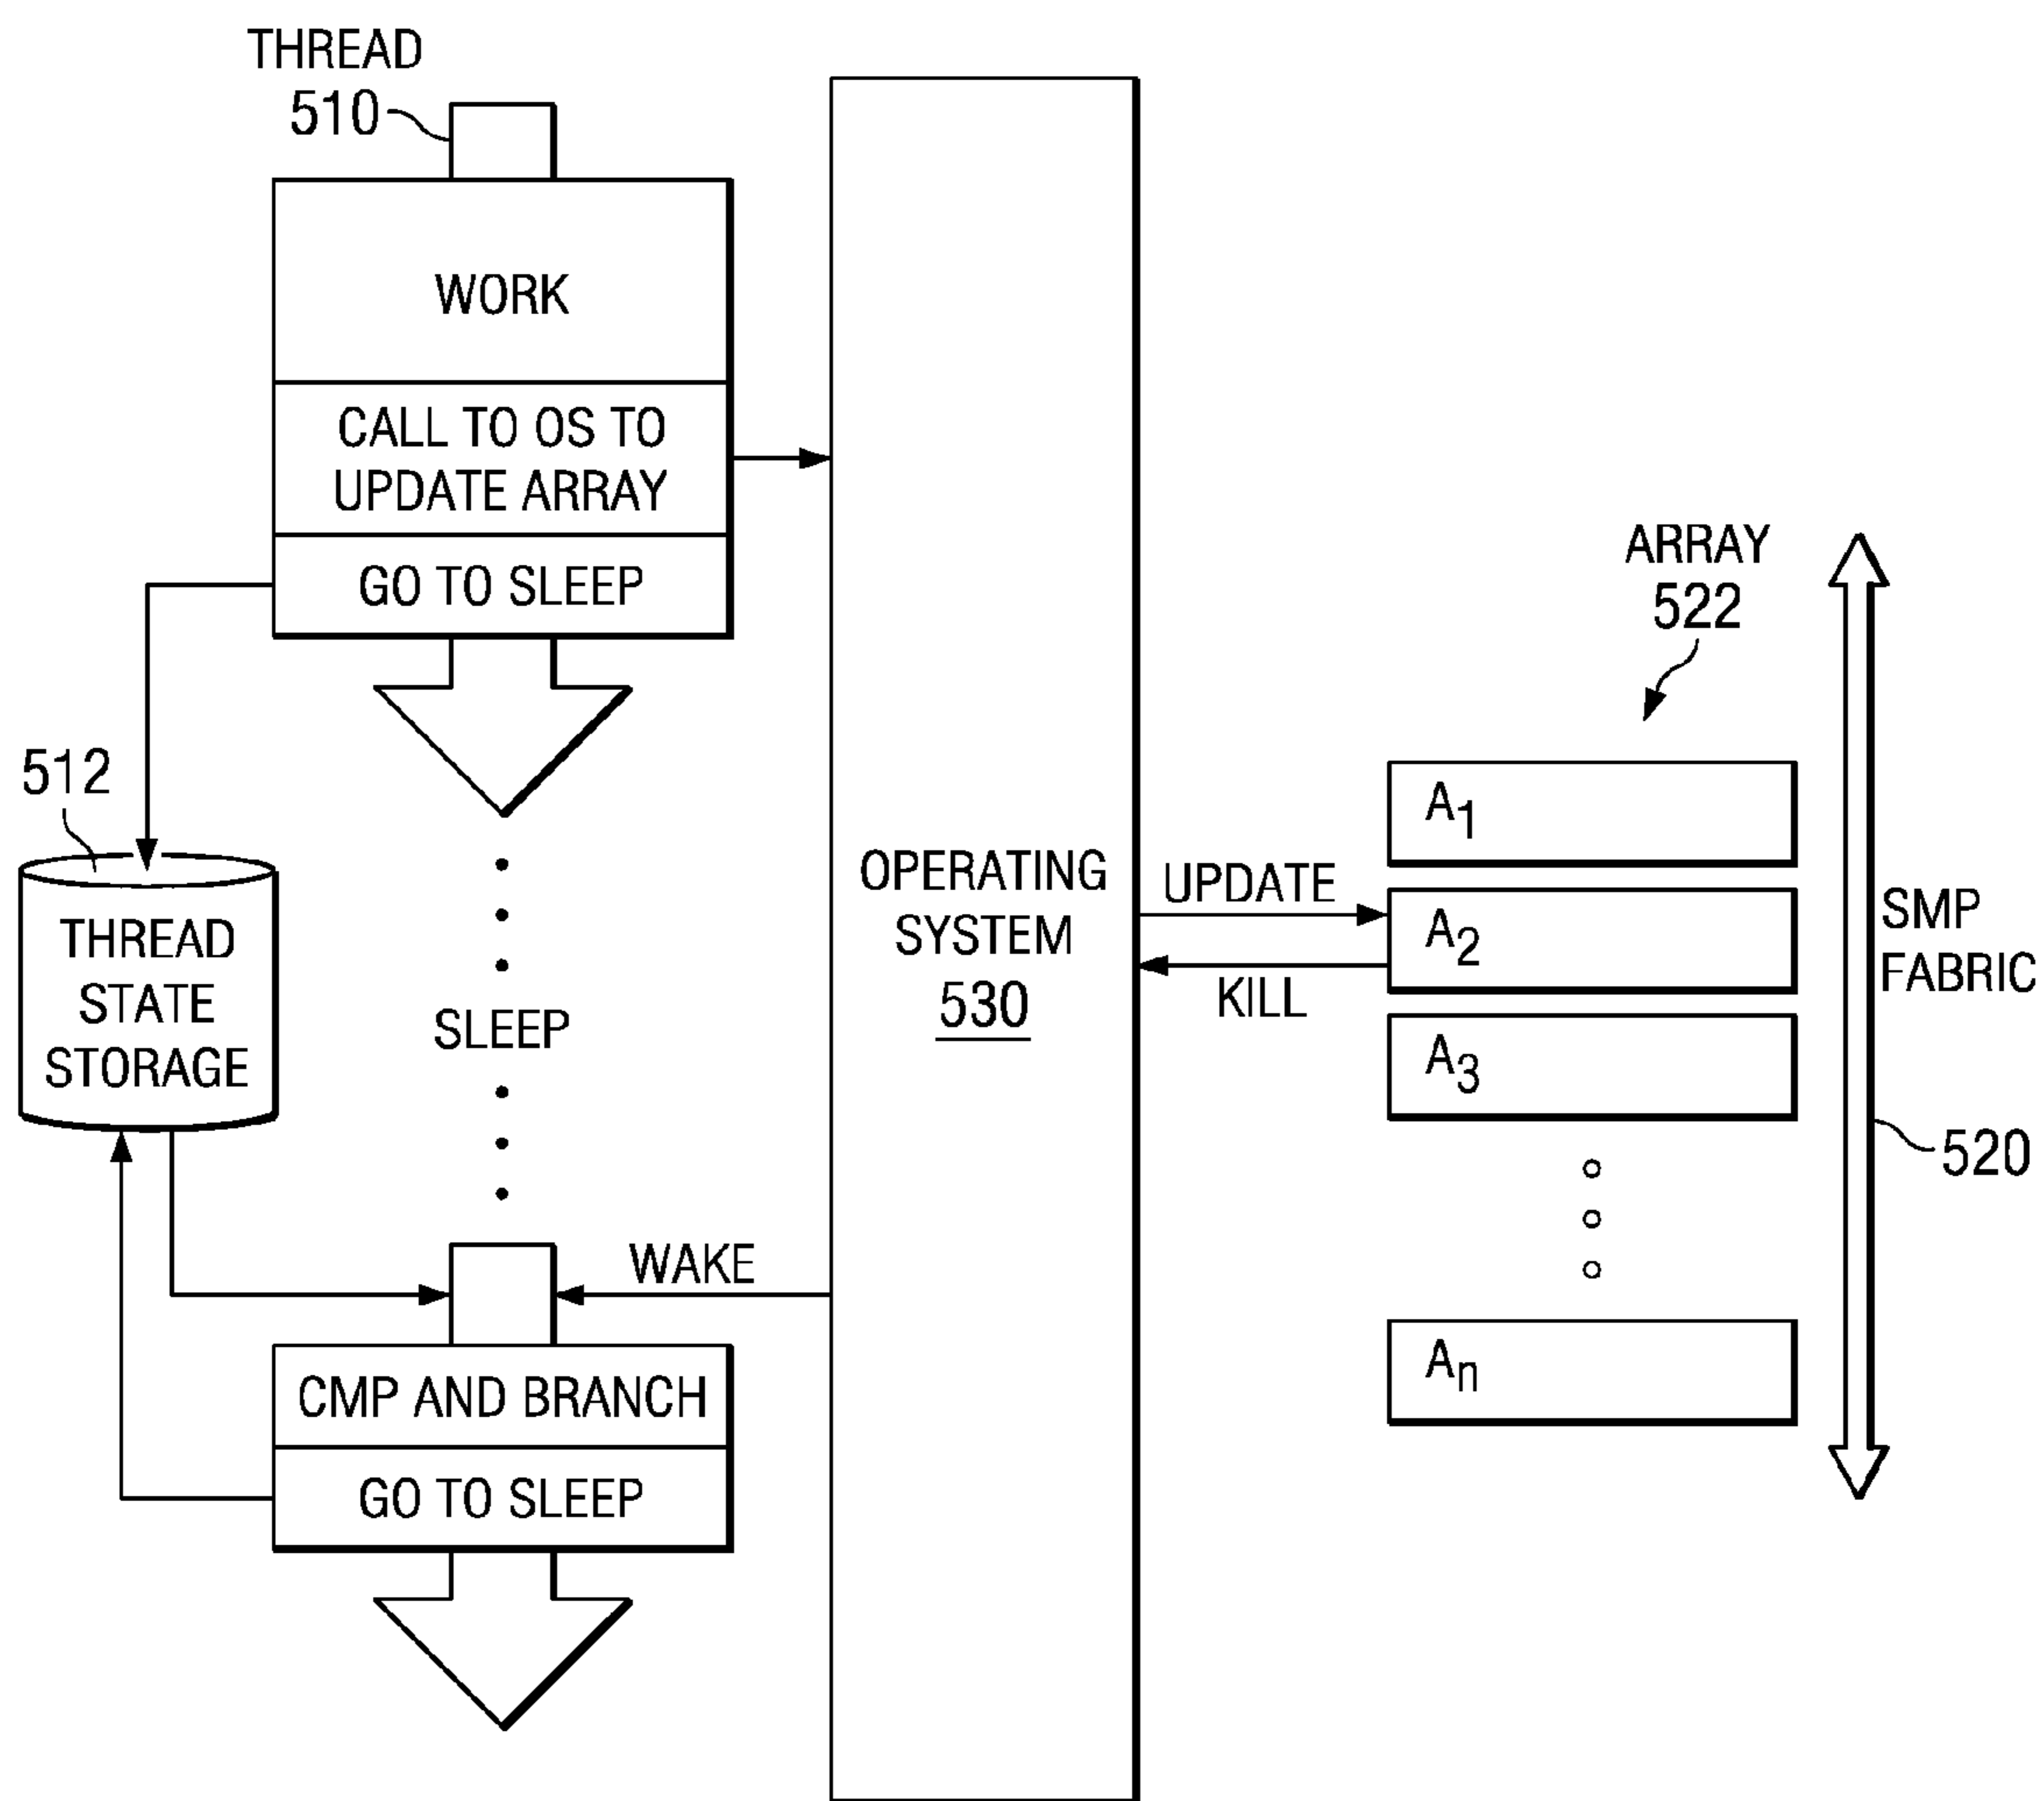 THREAD
510
WORK
CALL TO OS TO
UPDATE ARRAY
GO TO SLEEP
512
THREAD
STATE
STORAGE
SLEEP
WAKE
CMP AND BRANCH
GO TO SLEEP
OPERATING
SYSTEM
530
UPDATE
KILL
ARRAY
522
A1
A2
A3
An
SMP
FABRIC
520